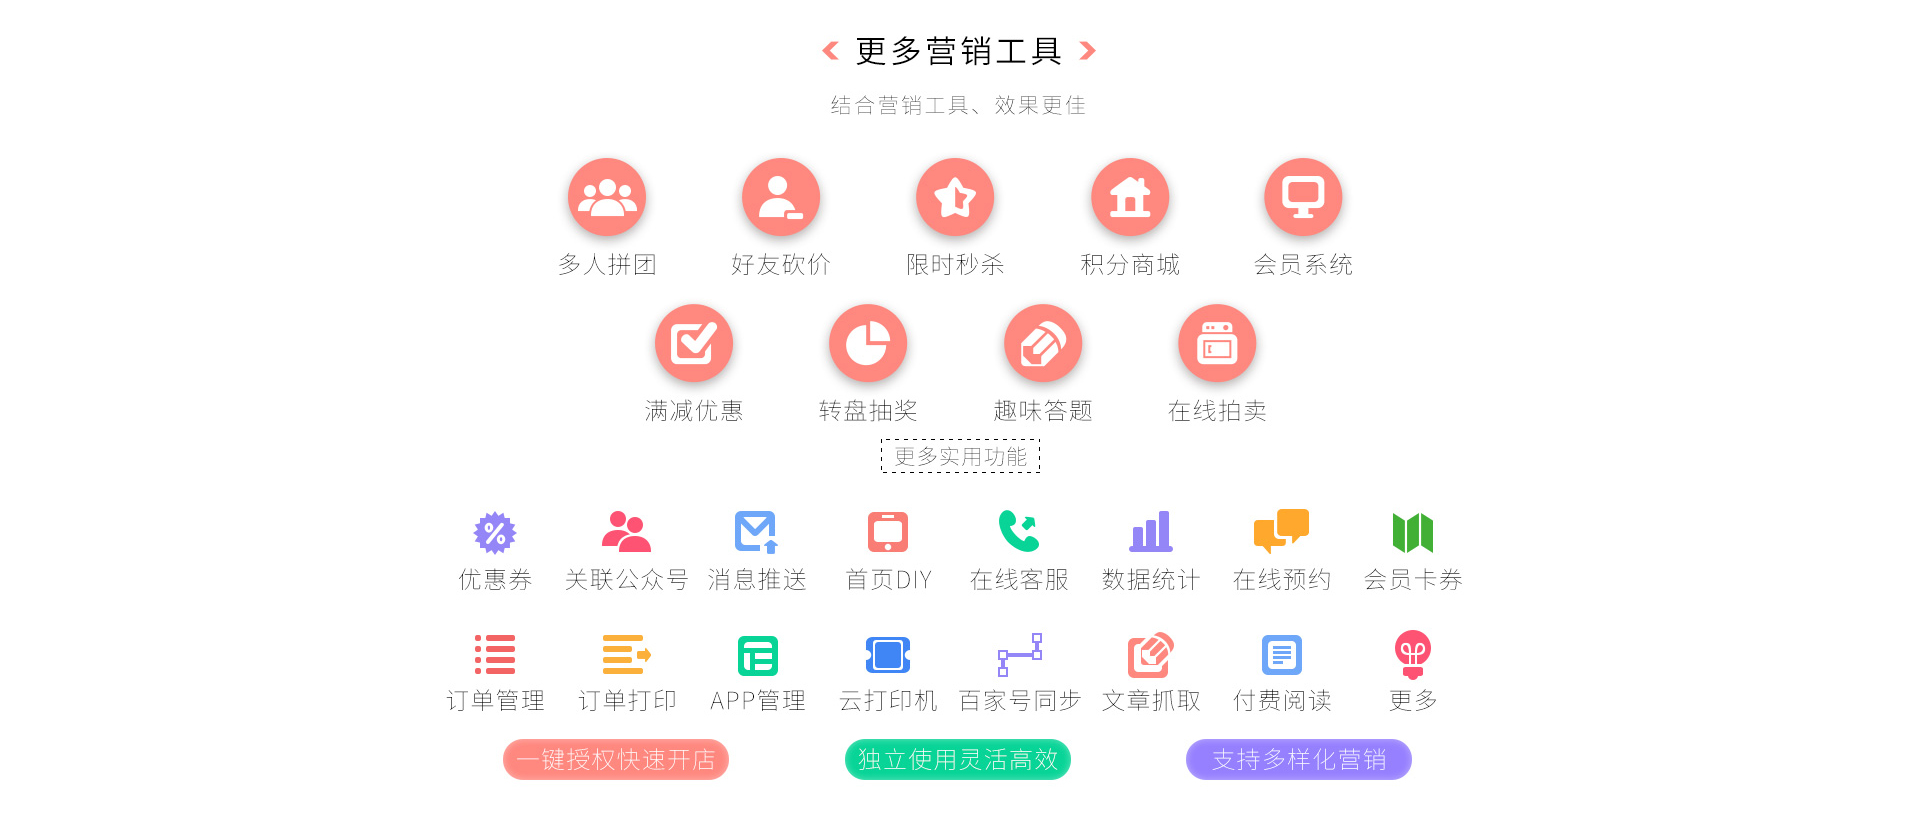 更多营销工具
结合营销工具、效果更佳
多人拼团 好友砍价 限时秒杀 积分商城 会员系统
满减优惠 转盘抽奖 趣味答题 在线拍卖
更多实用功能
优惠券 关联公众号 消息推送 首页DIY 在线客服 数据统计 在线预约 会员卡券
订单管理 订单打印 APP管理 云打印机 百家号同步 文章抓取 付费阅读 更多
一键授权快速开店 独立使用灵活高效 支持多样化营销